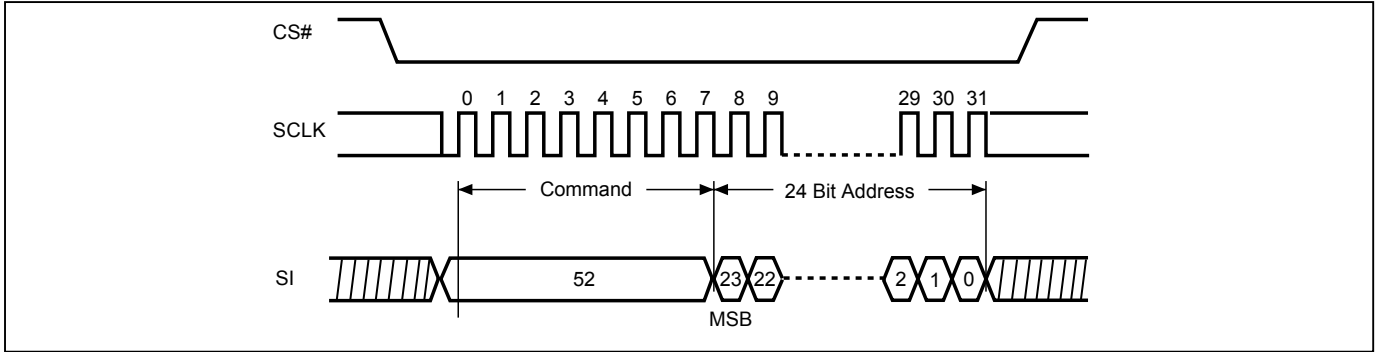 CS#
0 1 2 3 4 5 6 7 8 9 29 30 31
SCLK
Command 24 Bit Address
SI 52 23 22 2 1 0
MSB